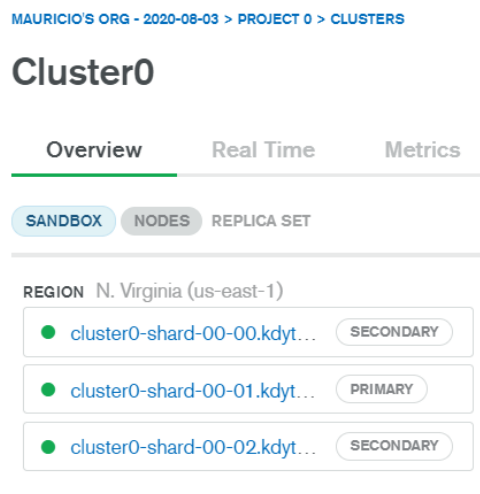 MAURICIO'S ORG - 2020-08-03 > PROJECT 0 > CLUSTERS
Cluster0
Overview Real Time Metrics
SANDBOX NODES REPLICA SET
REGION N. Virginia (us-east-1)
cluster0-shard-00-00.kdyt... SECONDARY
cluster0-shard-00-01.kdyt... PRIMARY
cluster0-shard-00-02.kdyt... SECONDARY